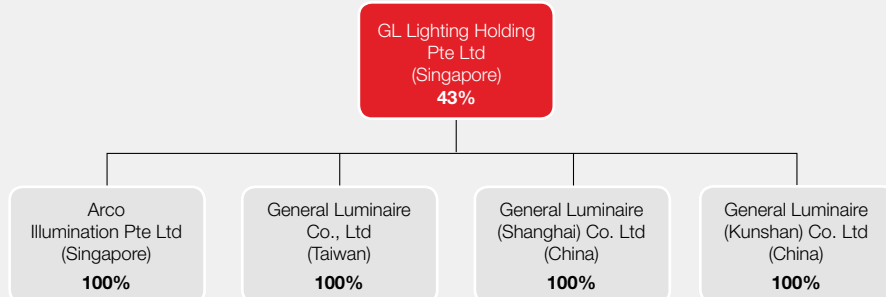 GL Lighting Holding
Pte Ltd
(Singapore)
43%
Arco
Illumination Pte Ltd
(Singapore)
100%
General Luminaire
Co., Ltd
(Taiwan)
100%
General Luminaire
(Shanghai) Co. Ltd
(China)
100%
General Luminaire
(Kunshan) Co. Ltd
(China)
100%